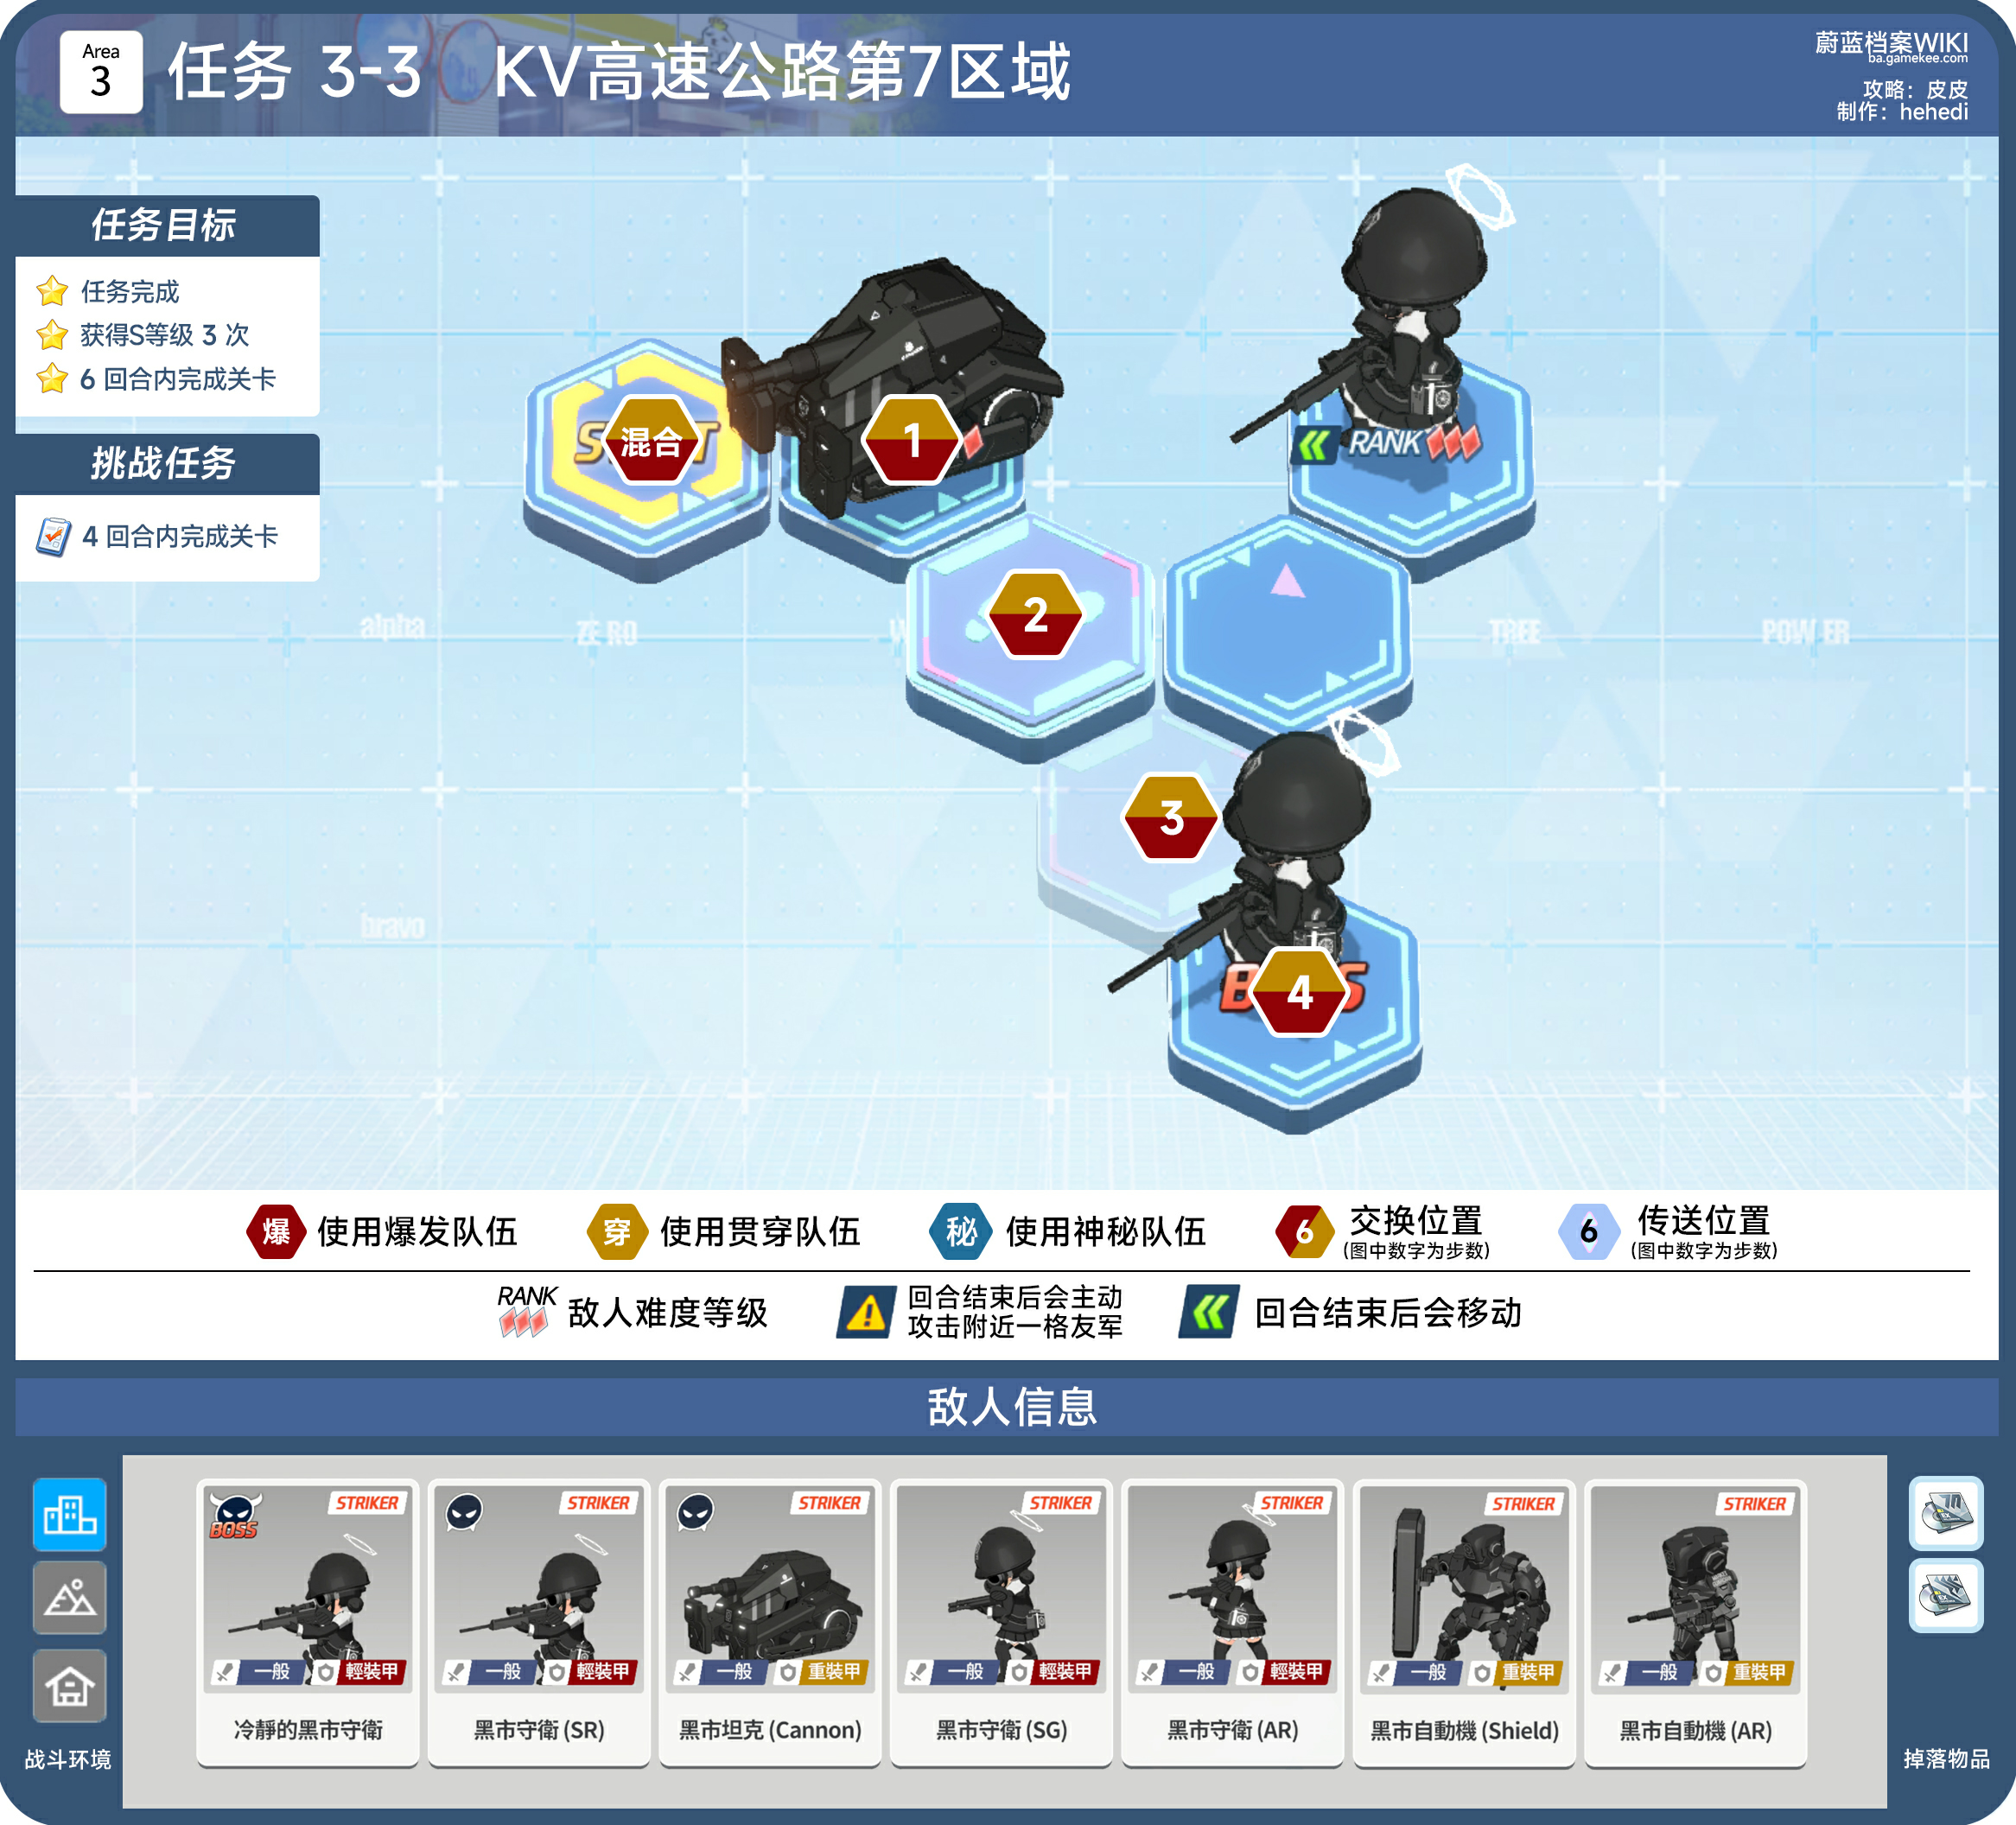 Area
3
任务 3-3 KV高速公路第7区域
蔚蓝档案WIKI
ba.gamekee.com
攻略：皮皮
制作：hehedi
任务目标
任务完成
获得S等级 3 次
6 回合内完成关卡
挑战任务
4 回合内完成关卡
混合
1
RANK
2
3
4
alpha
ZE RO
TREE
POW ER
bravo
爆 使用爆发队伍
穿 使用贯穿队伍
秘 使用神秘队伍
6 交换位置
(图中数字为步数)
6 传送位置
(图中数字为步数)
RANK 敌人难度等级
回合结束后会主动
攻击附近一格友军
回合结束后会移动
敌人信息
战斗环境
BOSS STRIKER
一般 輕裝甲
冷靜的黑市守衛
STRIKER
一般 輕裝甲
黑市守衛 (SR)
STRIKER
一般 重裝甲
黑市坦克 (Cannon)
STRIKER
一般 輕裝甲
黑市守衛 (SG)
STRIKER
一般 輕裝甲
黑市守衛 (AR)
STRIKER
一般 重裝甲
黑市自動機 (Shield)
STRIKER
一般 重裝甲
黑市自動機 (AR)
掉落物品